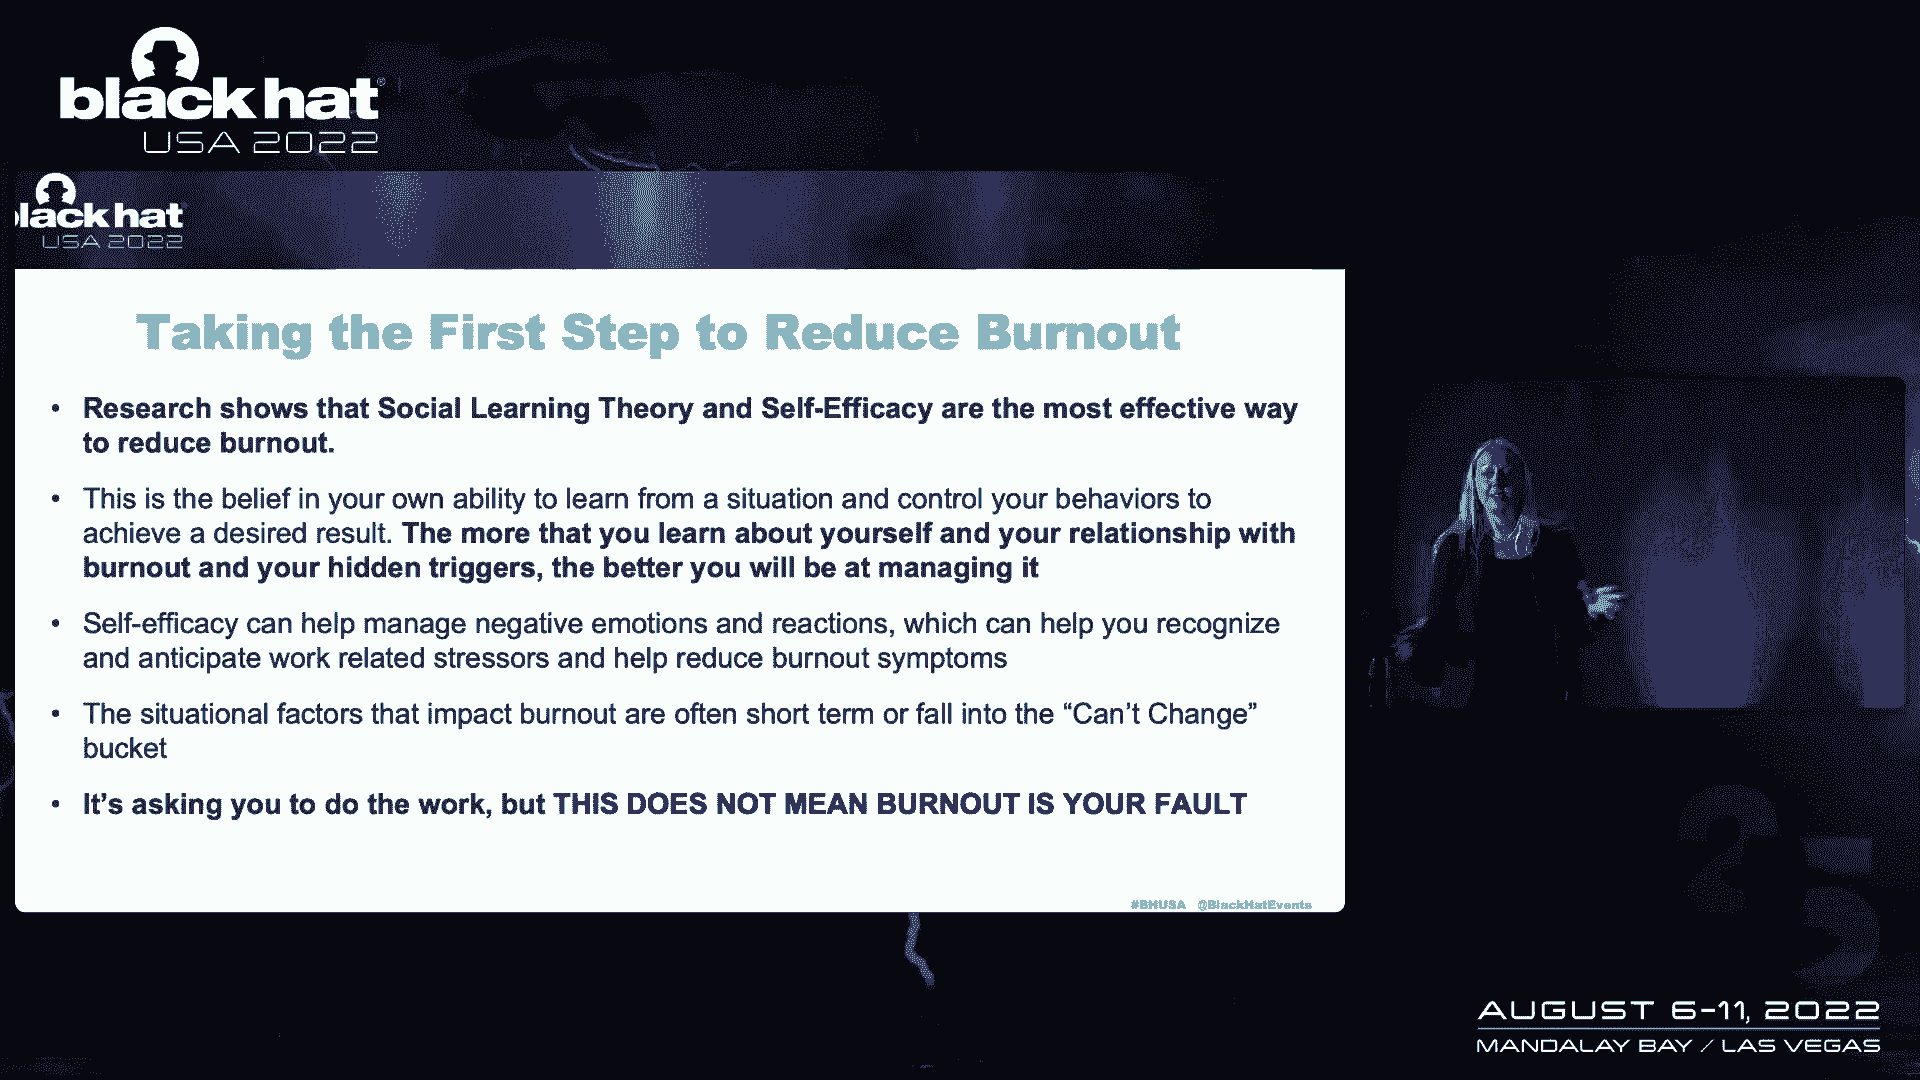 black hat®
USA 2022
lack hat
USA 2022
Taking the First Step to Reduce Burnout
• Research shows that Social Learning Theory and Self-Efficacy are the most effective way
to reduce burnout.
• This is the belief in your own ability to learn from a situation and control your behaviors to
achieve a desired result. The more that you learn about yourself and your relationship with
burnout and your hidden triggers, the better you will be at managing it
• Self-efficacy can help manage negative emotions and reactions, which can help you recognize
and anticipate work related stressors and help reduce burnout symptoms
• The situational factors that impact burnout are often short term or fall into the “Can’t Change”
bucket
• It’s asking you to do the work, but THIS DOES NOT MEAN BURNOUT IS YOUR FAULT
#BHUSA @BlackHatEvents
25
AUGUST 6-11, 2022
MANDALAY BAY / LAS VEGAS